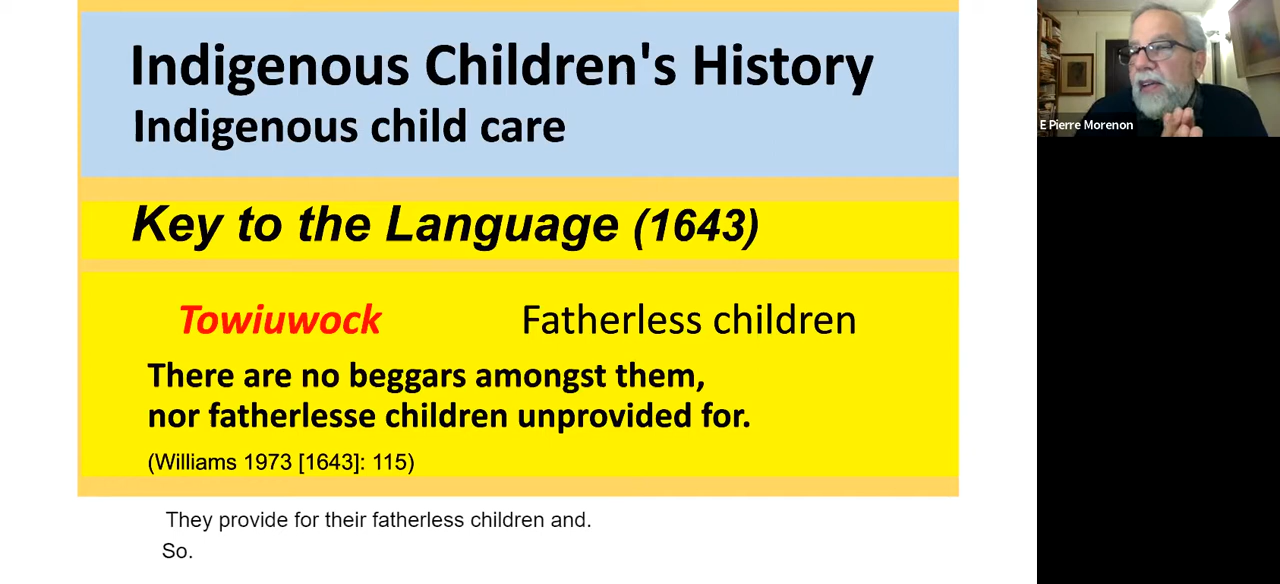 Indigenous Children's History
Indigenous child care
E Pierre Morenon
Key to the Language (1643)
Towiuwock Fatherless children
There are no beggars amongst them,
nor fatherlesse children unprovided for.
(Williams 1973 [1643]: 115)
They provide for their fatherless children and.
So.